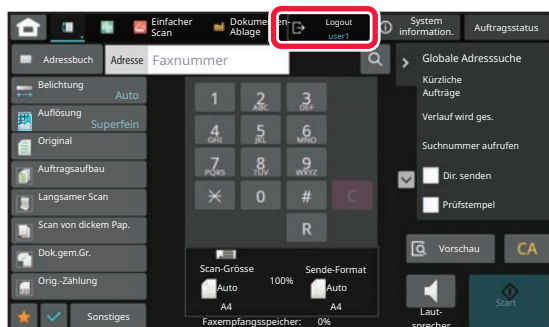 Einfacher
Scan
Dokumenten-
Ablage
Logout
user1
System
information.
Auftragsstatus
Adressbuch
Adresse
Faxnummer
Globale Adresssuche
Kürzliche
Aufträge
Verlauf wird ges.
Suchnummer aufrufen
Dir. senden
Prüfstempel
Belichtung
Auto
Auflösung
Superfein
Original
Auftragsaufbau
Langsamer Scan
Scan von dickem Pap.
Dok.gem.Gr.
Orig.-Zählung
Sonstiges
1
2
ABC
3
DEF
4
GHI
5
JKL
6
MNO
7
PQRS
8
TUV
9
WXYZ
0
#
C
R
Scan-Grösse
100%
Sende-Format
Auto
A4
Auto
A4
Faxempfangsspeicher: 0%
Vorschau
CA
Laut-
sprecher
Start